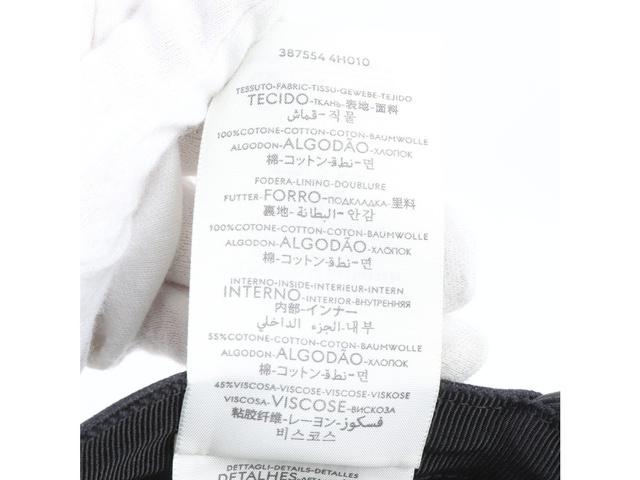 387554 4H010
TESSUTO-FABRIC-TISSU-GEWEBE-TEJIDO
TECIDO-ТКАНЬ-表地-面料
قماش-직물
100%COTONE-COTTON-COTON-BAUMWOLLE
ALGODON-ALGODÃO-ХЛОПОК
棉-コットン-نطق-면
FODERA-LINING-DOUBLURE
FUTTER-FORRO-ПОДКЛАДКА-里料
裏地-البطانة-안감
100%COTONE-COTTON-COTON-BAUMWOLLE
ALGODON-ALGODÃO-ХЛОПОК
棉-コットン-نطق-면
INTERNO-INSIDE-INTERIEUR-INTERN
INTERNO-INTERIOR-ВНУТРЕННЯЯ
内部-インナー
الجزء الداخلي-내부
55%COTONE-COTTON-COTON-BAUMWOLLE
ALGODON-ALGODÃO-ХЛОПОК
棉-コットン-نطق-면
45%VISCOSA-VISCOSE-VISCOSE-VISKOSE
VISCOSA-VISCOSE-ВИСКОЗА
粘胶纤维-レーヨン-فسكوز
비스코스
DETTAGLI-DETAILS-DETAILLES
DETALHES